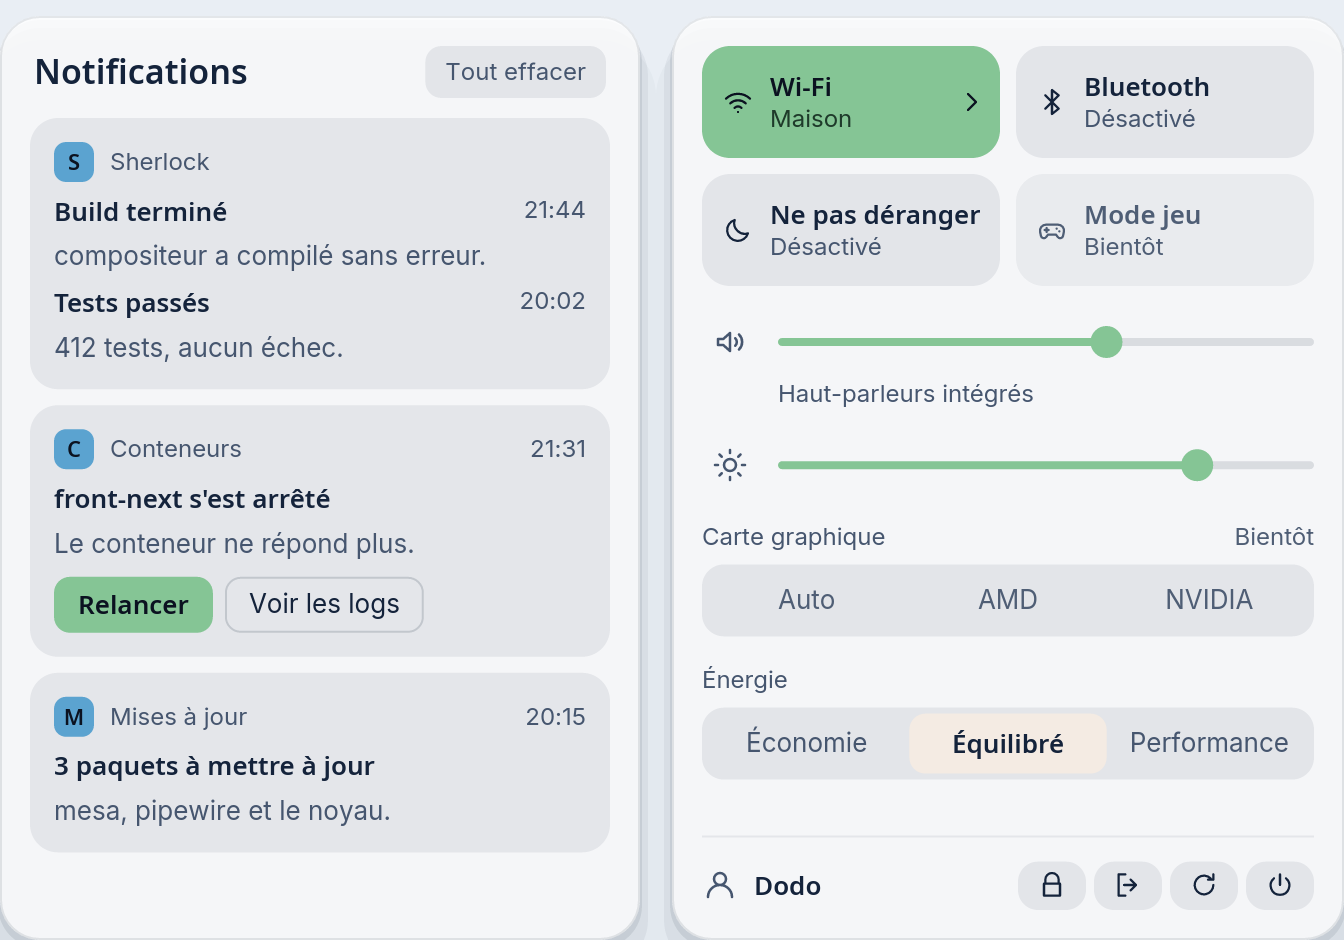 Notifications
Tout effacer
S Sherlock
Build terminé 21:44
compositeur a compilé sans erreur.
Tests passés 20:02
412 tests, aucun échec.
C Conteneurs 21:31
front-next s'est arrêté
Le conteneur ne répond plus.
Relancer Voir les logs
M Mises à jour 20:15
3 paquets à mettre à jour
mesa, pipewire et le noyau.
Wi-Fi
Maison
Bluetooth
Désactivé
Ne pas déranger
Désactivé
Mode jeu
Bientôt
Haut-parleurs intégrés
Carte graphique Bientôt
Auto AMD NVIDIA
Énergie
Économie Équilibré Performance
Dodo